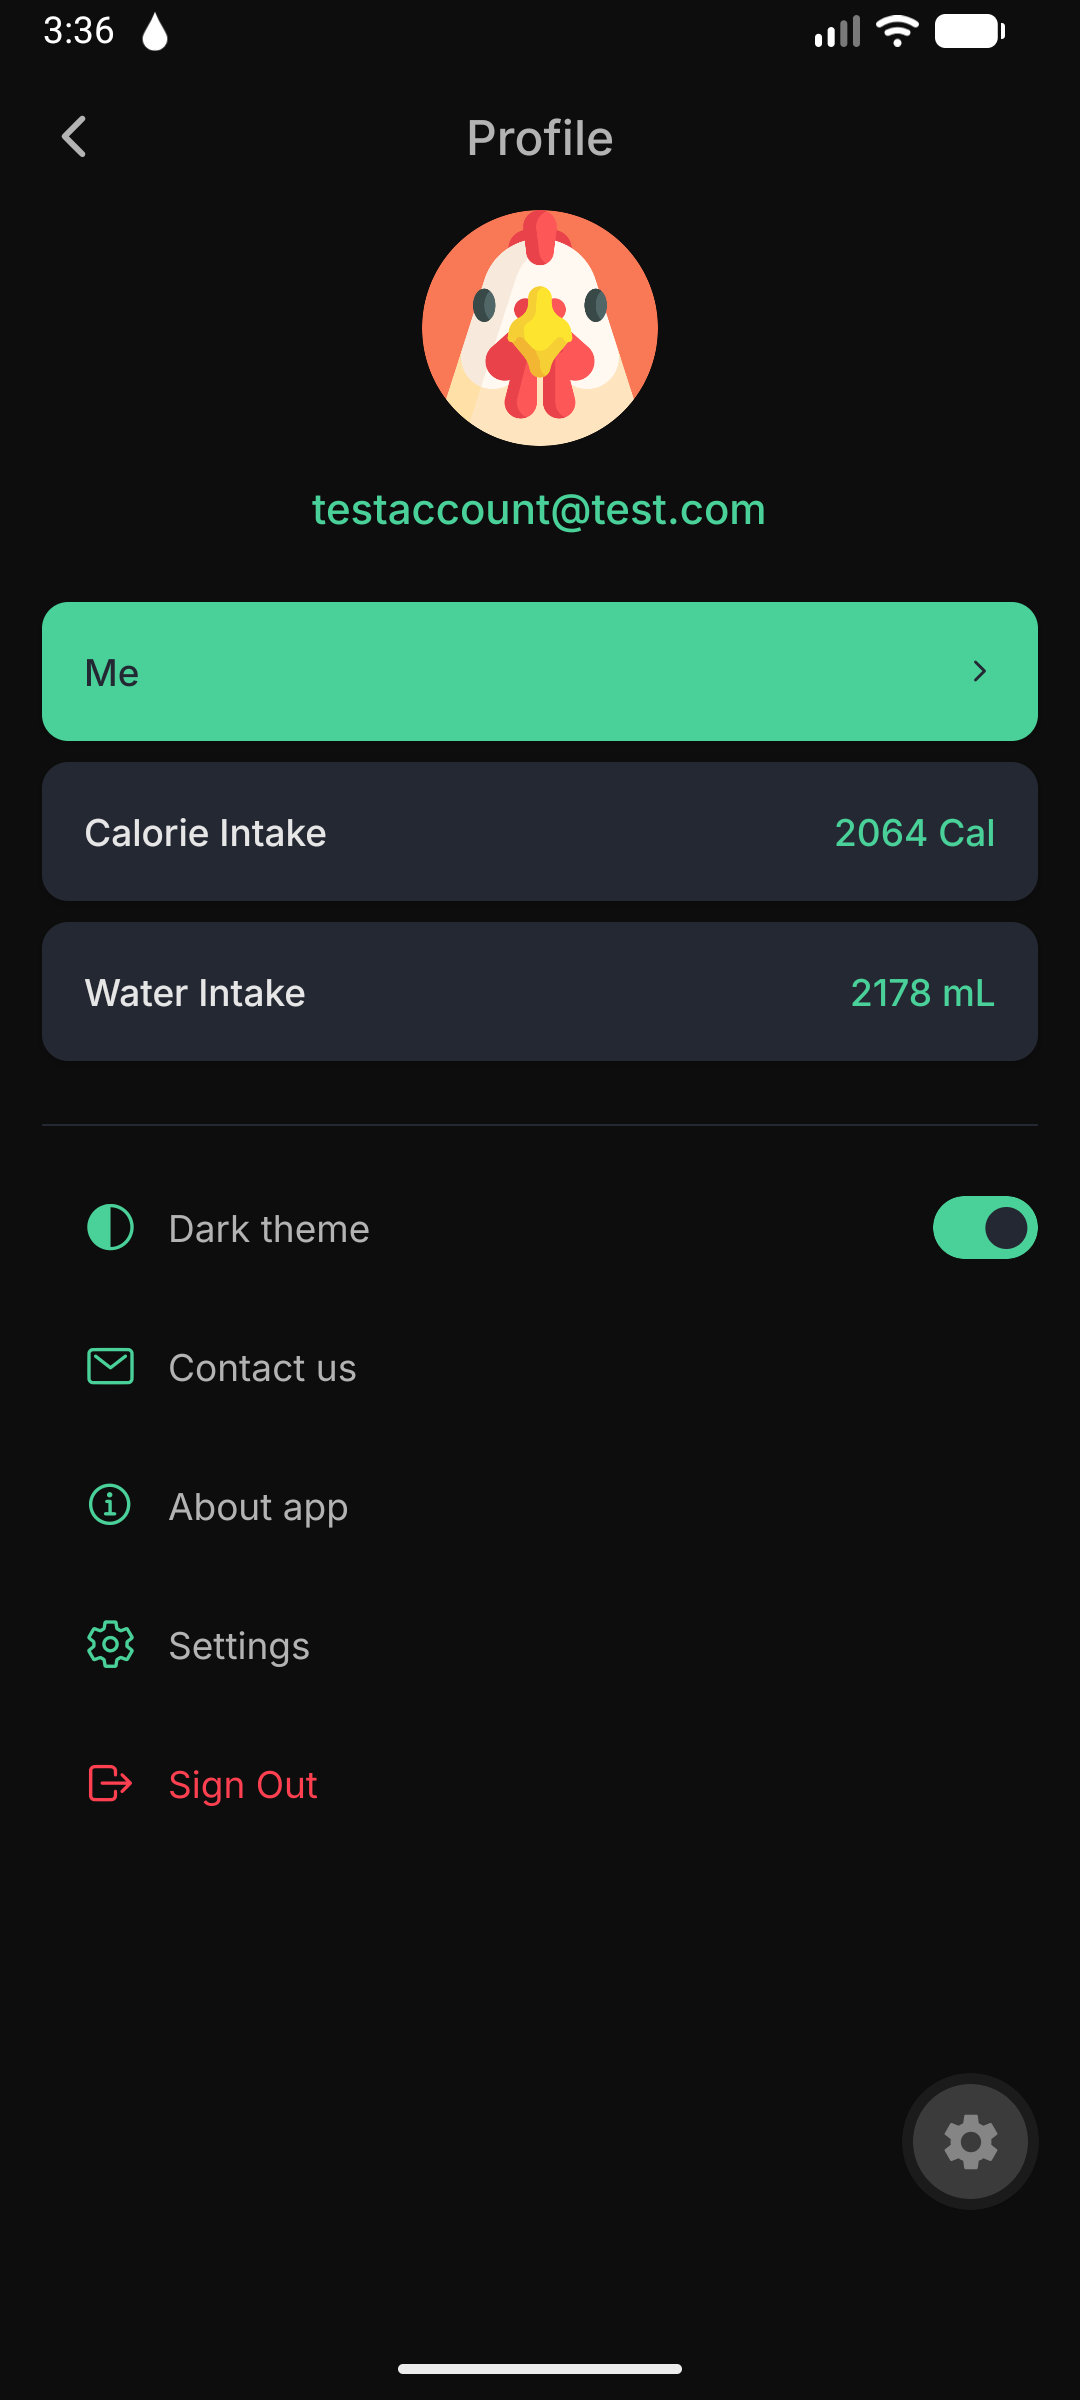 3:36
Profile
testaccount@test.com
Me
Calorie Intake 2064 Cal
Water Intake 2178 mL
Dark theme
Contact us
About app
Settings
Sign Out